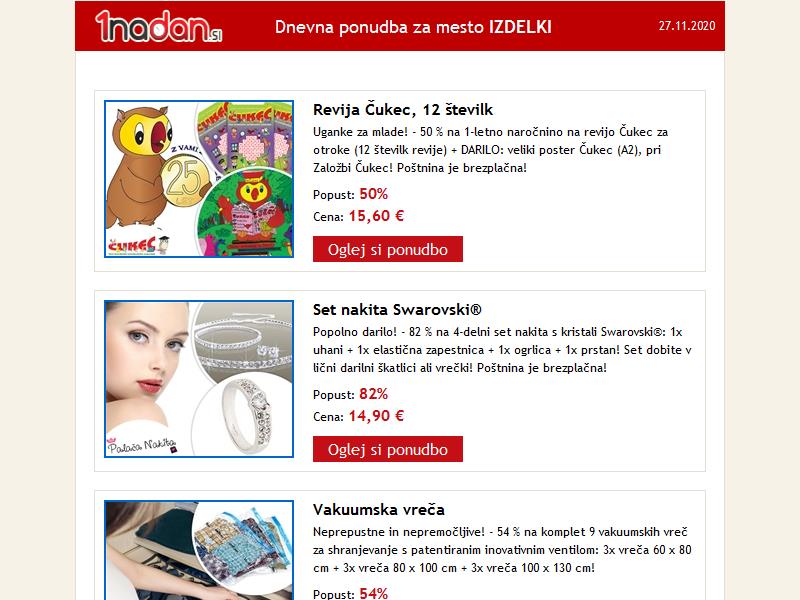 1nadan.si
Dnevna ponudba za mesto IZDELKI
27.11.2020
Revija Čukec, 12 številk
Uganke za mlade! - 50 % na 1-letno naročnino na revijo Čukec za
otroke (12 številk revije) + DARILO: veliki poster Čukec (A2), pri
Založbi Čukec! Poštnina je brezplačna!
Popust: 50%
Cena: 15,60 €
Oglej si ponudbo
Z VAMI
25
LET
ČUKEC
ČUKEC
Set nakita Swarovski®
Popolno darilo! - 82 % na 4-delni set nakita s kristali Swarovski®: 1x
uhani + 1x elastična zapestnica + 1x ogrlica + 1x prstan! Set dobite v
lični darilni škatlici ali vrečki! Poštnina je brezplačna!
Popust: 82%
Cena: 14,90 €
Oglej si ponudbo
Palača Nakita
Vakuumska vreča
Neprepustne in nepremočljive! - 54 % na komplet 9 vakuumskih vreč
za shranjevanje s patentiranim inovativnim ventilom: 3x vreča 60 x 80
cm + 3x vreča 80 x 100 cm + 3x vreča 100 x 130 cm!
Popust: 54%